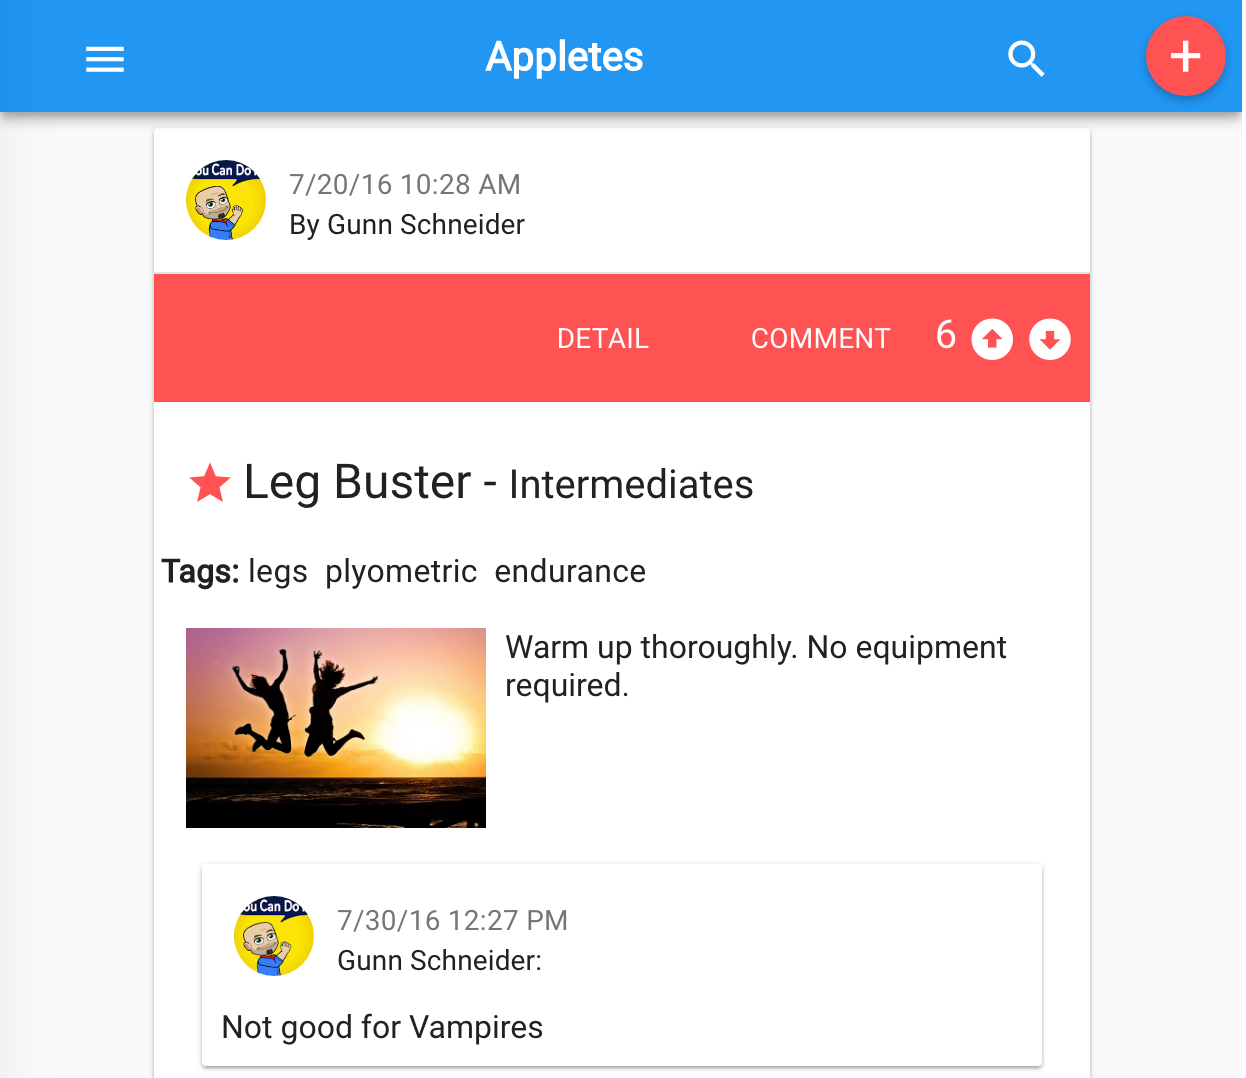 Appletes
ou Can Do
7/20/16 10:28 AM
By Gunn Schneider
DETAIL COMMENT 6
Leg Buster - Intermediates
Tags: legs plyometric endurance
Warm up thoroughly. No equipment
required.
ou Can Do
7/30/16 12:27 PM
Gunn Schneider:
Not good for Vampires